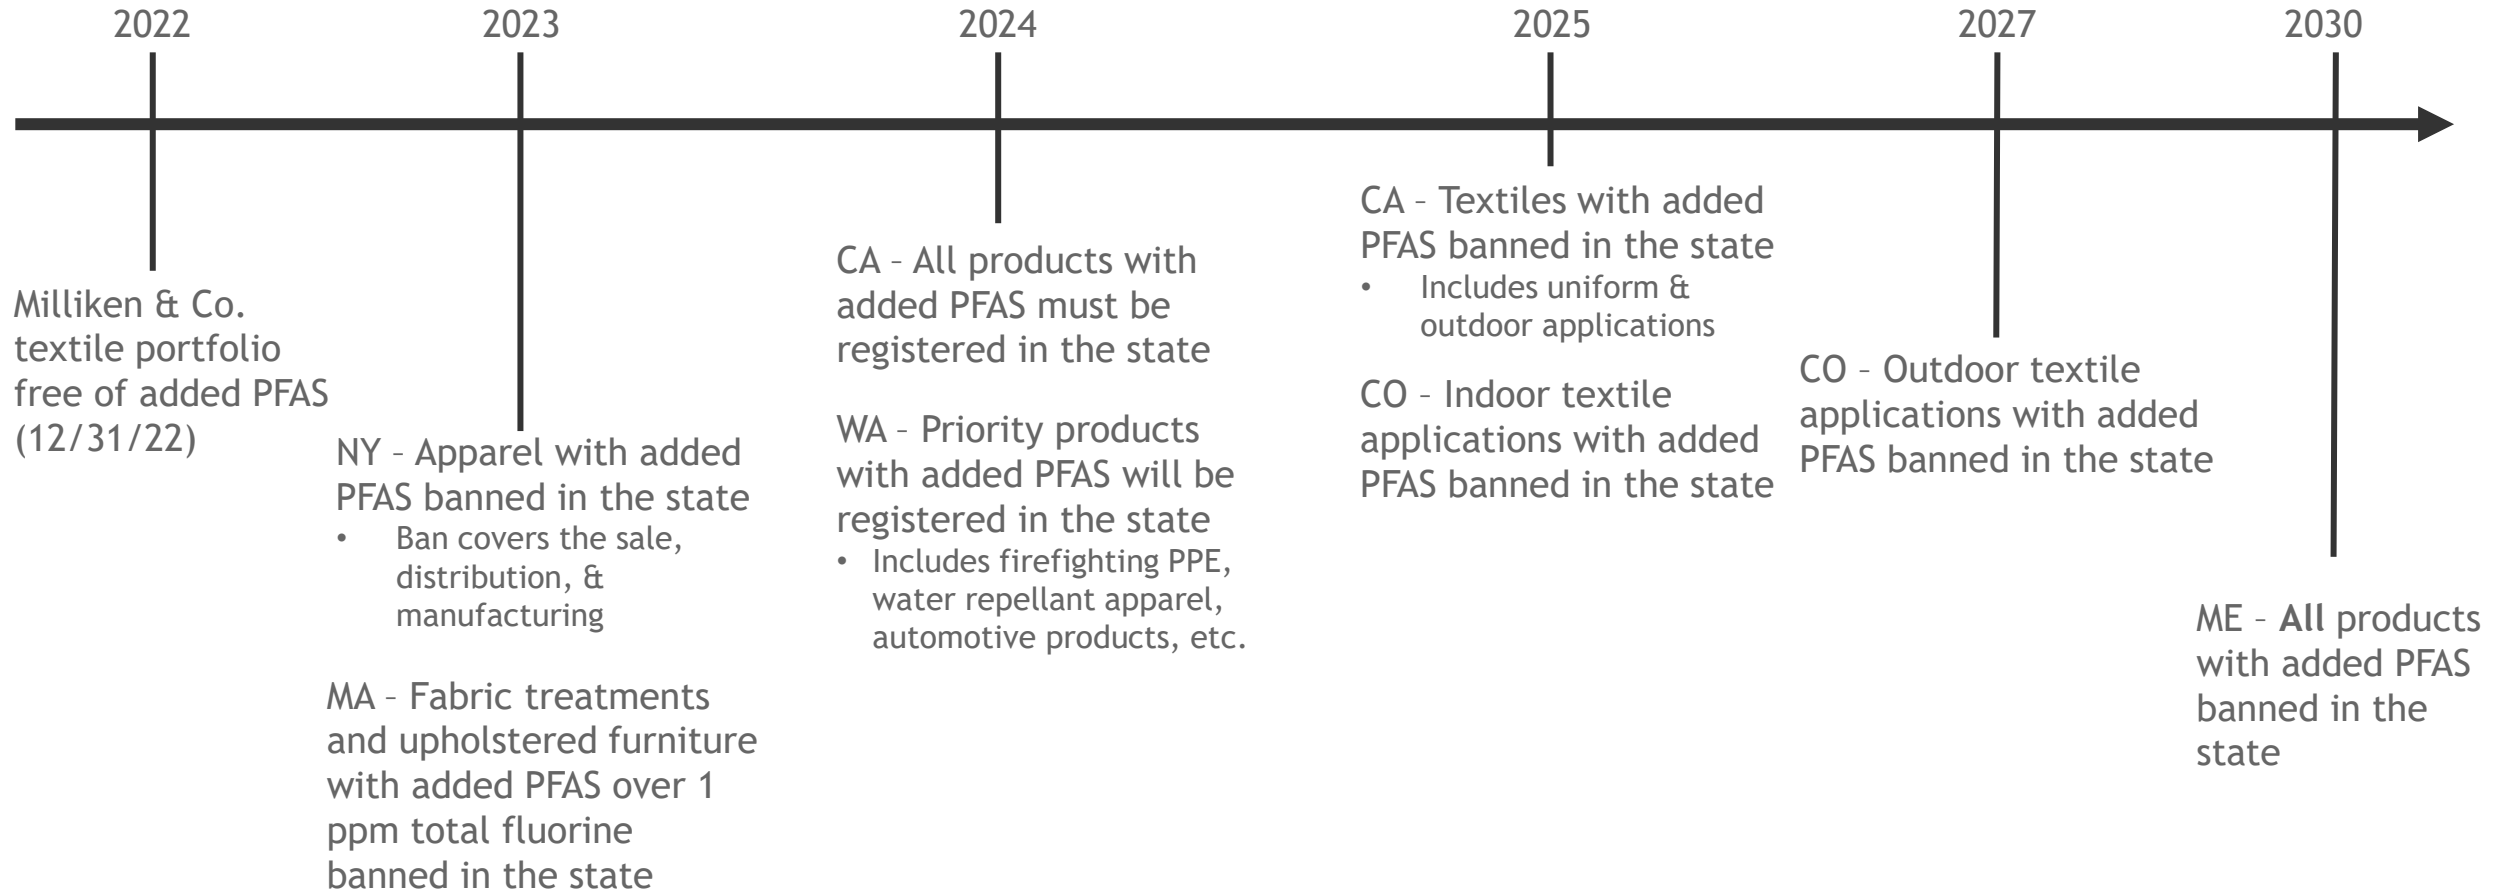 2022
2023
2024
2025
2027
2030
Milliken & Co.
textile portfolio
free of added PFAS
(12/31/22)
NY – Apparel with added
PFAS banned in the state
• Ban covers the sale,
distribution, &
manufacturing
MA – Fabric treatments
and upholstered furniture
with added PFAS over 1
ppm total fluorine
banned in the state
CA – All products with
added PFAS must be
registered in the state
WA – Priority products
with added PFAS will be
registered in the state
• Includes firefighting PPE,
water repellant apparel,
automotive products, etc.
CA – Textiles with added
PFAS banned in the state
• Includes uniform &
outdoor applications
CO – Indoor textile
applications with added
PFAS banned in the state
CO – Outdoor textile
applications with added
PFAS banned in the state
ME – All products
with added PFAS
banned in the
state